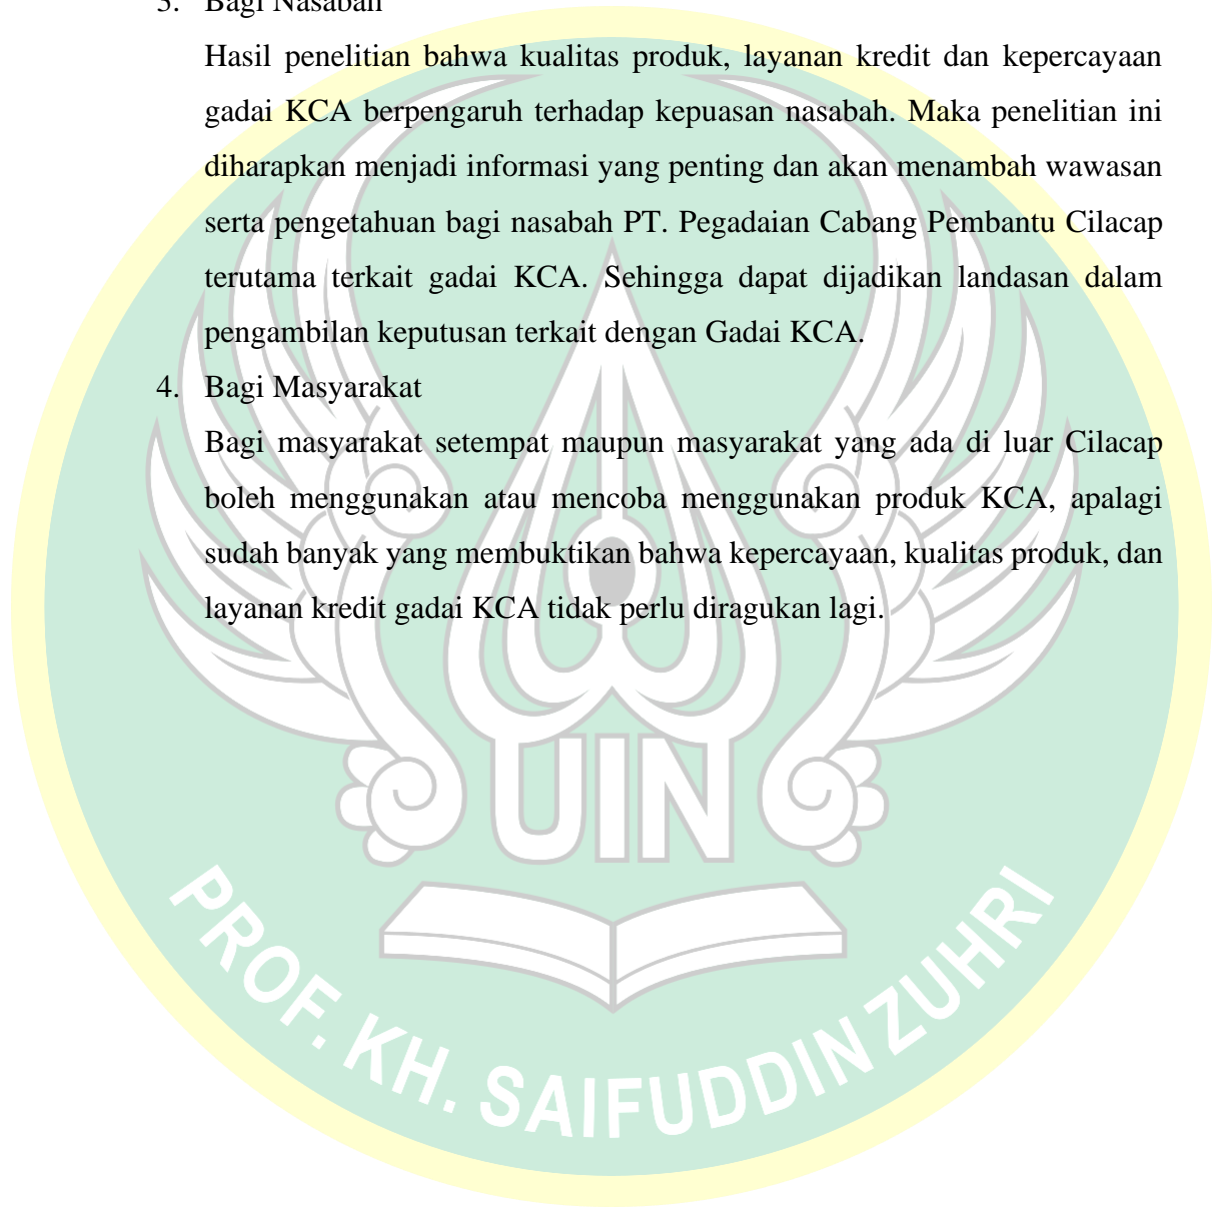 3. Bagi Nasabah
Hasil penelitian bahwa kualitas produk, layanan kredit dan kepercayaan
gadai KCA berpengaruh terhadap kepuasan nasabah. Maka penelitian ini
diharapkan menjadi informasi yang penting dan akan menambah wawasan
serta pengetahuan bagi nasabah PT. Pegadaian Cabang Pembantu Cilacap
terutama terkait gadai KCA. Sehingga dapat dijadikan landasan dalam
pengambilan keputusan terkait dengan Gadai KCA.
4. Bagi Masyarakat
Bagi masyarakat setempat maupun masyarakat yang ada di luar Cilacap
boleh menggunakan atau mencoba menggunakan produk KCA, apalagi
sudah banyak yang membuktikan bahwa kepercayaan, kualitas produk, dan
layanan kredit gadai KCA tidak perlu diragukan lagi.
UIN
PROF. KH. SAIFUDDIN ZUHRI